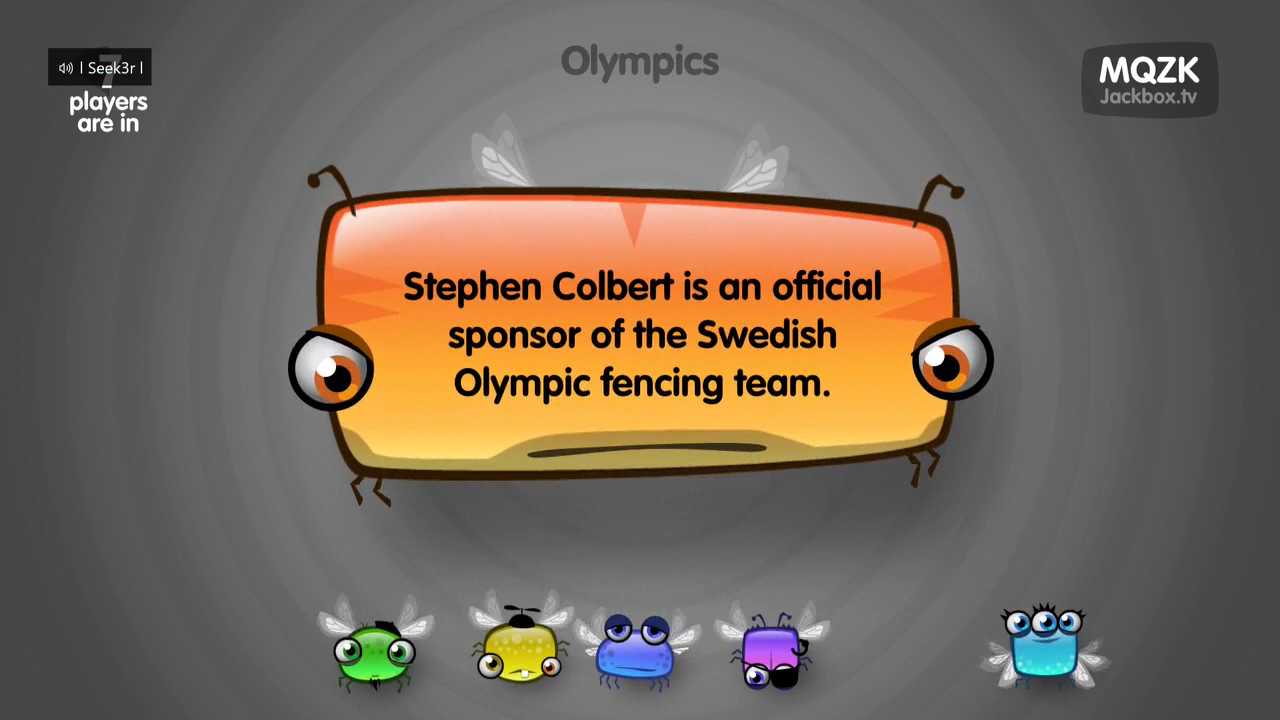 Olympics
7
l Seek3r l
players
are in
MQZK
Jackbox.tv
Stephen Colbert is an official
sponsor of the Swedish
Olympic fencing team.